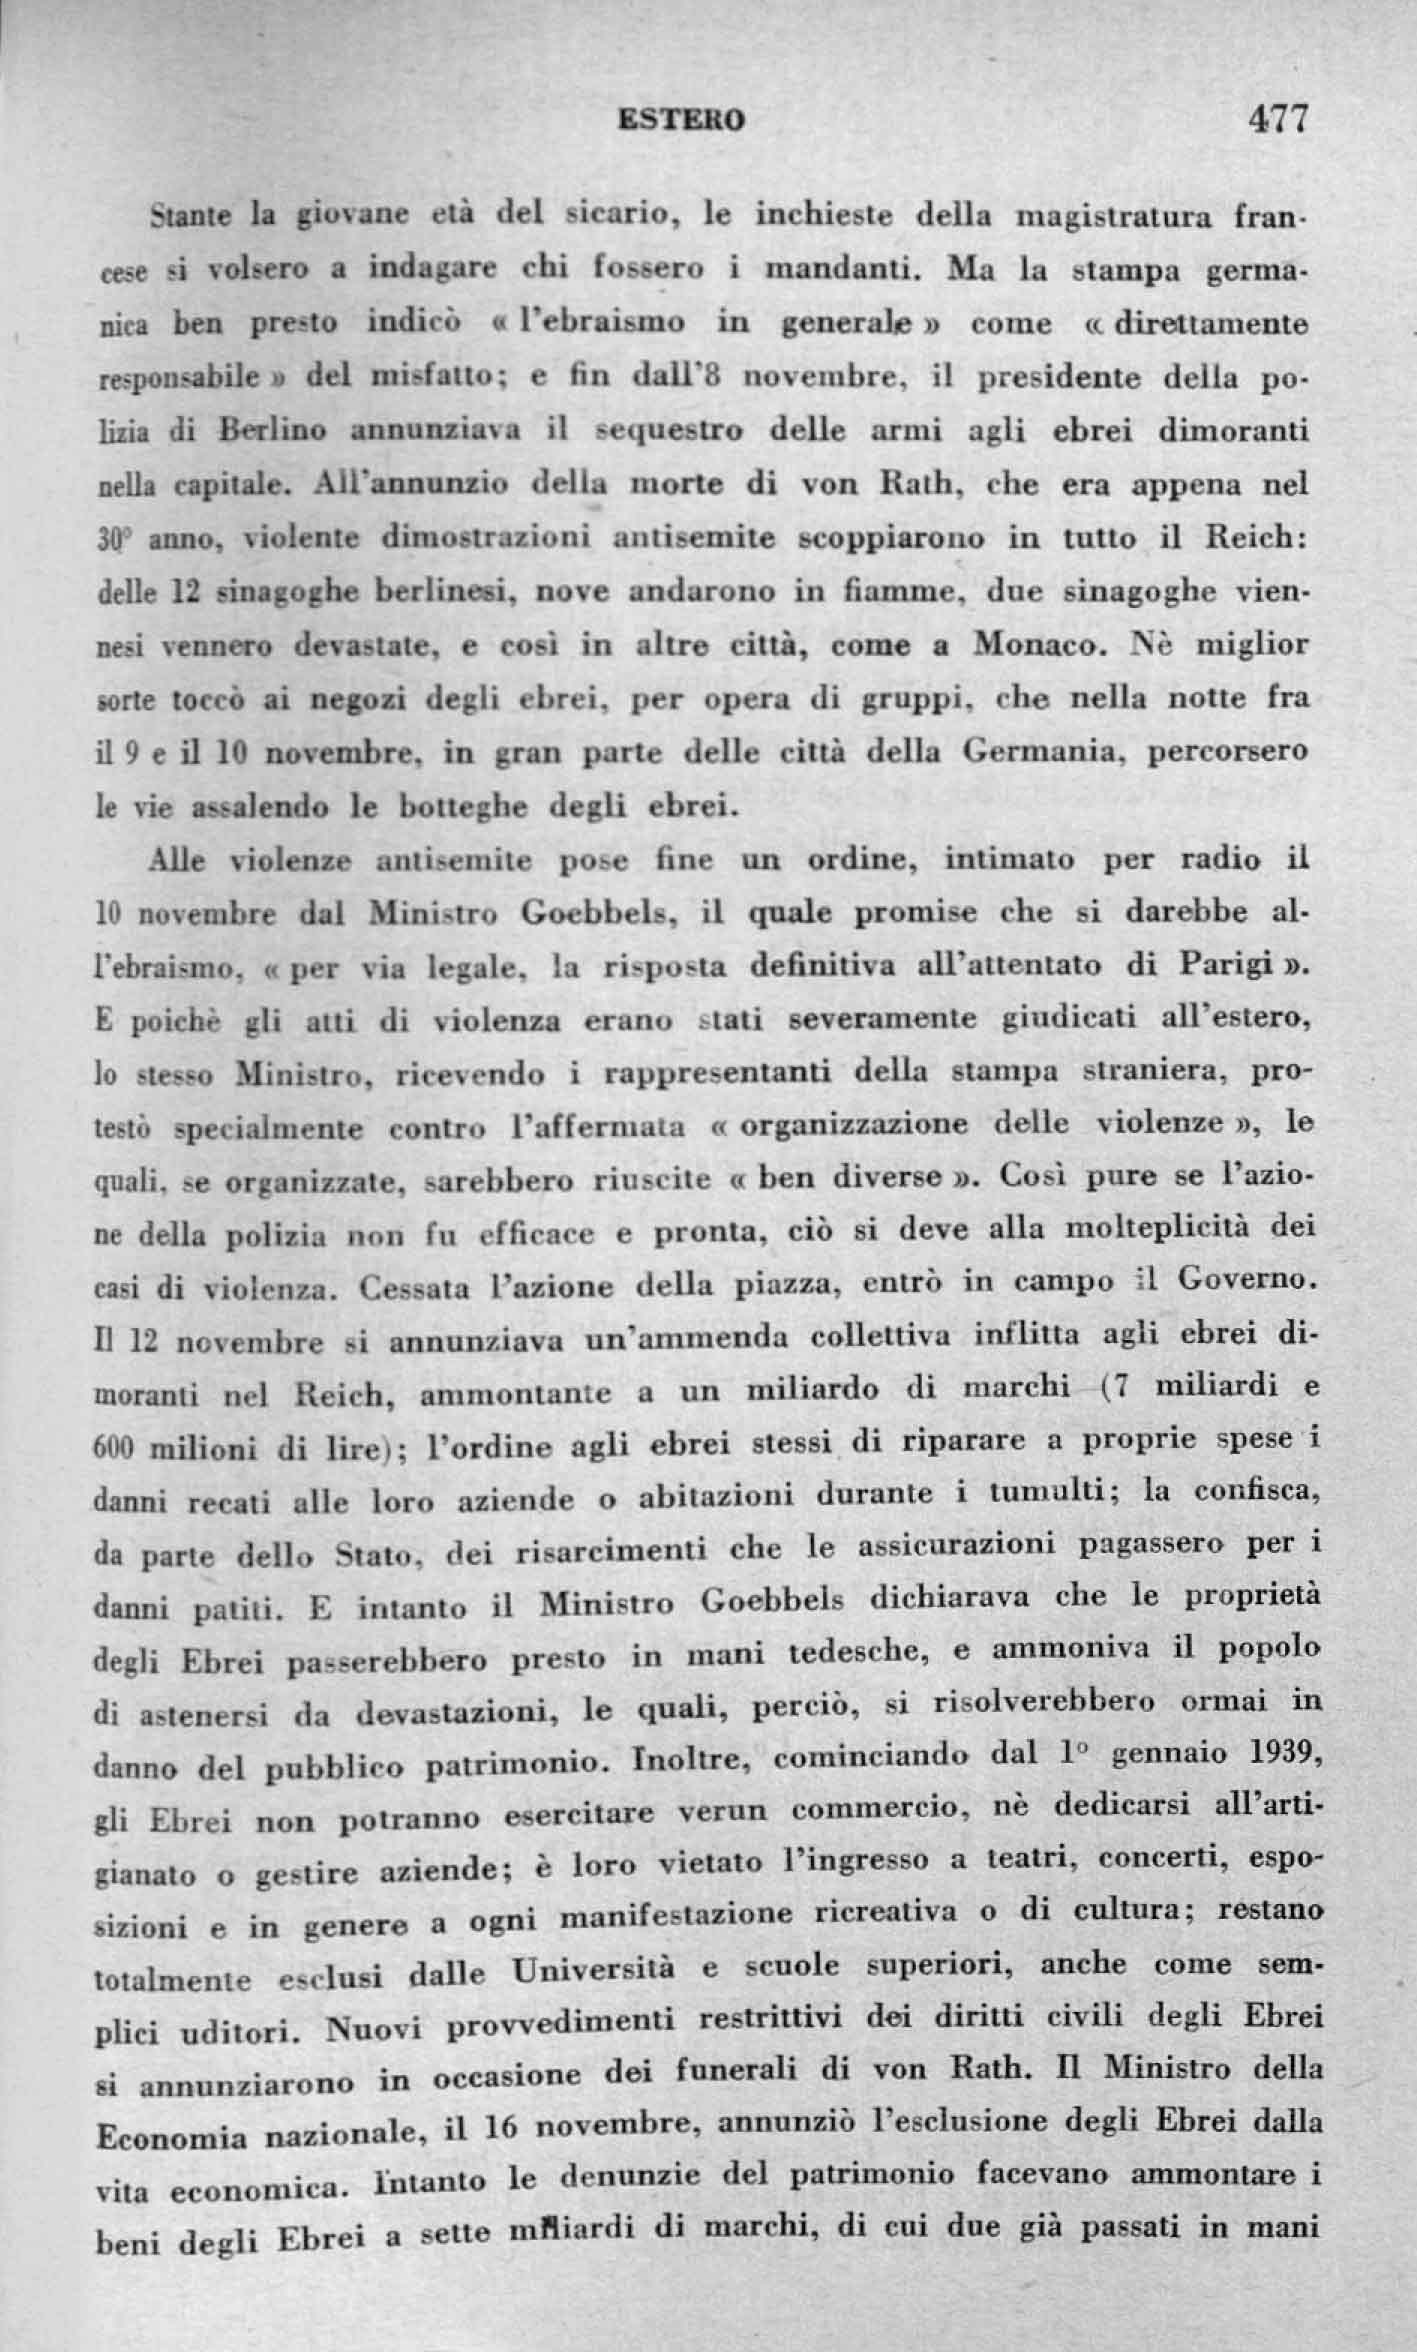 ESTERO 477
Stante la giovane età del sicario, le inchieste della magistratura fran-
cese si volsero a indagare chi fossero i mandanti. Ma la stampa germa-
nica ben presto indicò « l'ebraismo in generale » come « direttamente
responsabile » del misfatto; e fin dall'8 novembre, il presidente della po-
lizia di Berlino annunziava il sequestro delle armi agli ebrei dimoranti
nella capitale. All'annunzio della morte di von Rath, che era appena nel
30° anno, violente dimostrazioni antisemite scoppiarono in tutto il Reich:
delle 12 sinagoghe berlinesi, nove andarono in fiamme, due sinagoghe vien-
nesi vennero devastate, e così in altre città, come a Monaco. Nè miglior
sorte toccò ai negozi degli ebrei, per opera di gruppi, che nella notte fra
il 9 e il 10 novembre, in gran parte delle città della Germania, percorsero
le vie assalendo le botteghe degli ebrei.
Alle violenze antisemite pose fine un ordine, intimato per radio il
10 novembre dal Ministro Goebbels, il quale promise che si darebbe al-
l'ebraismo, « per via legale, la risposta definitiva all'attentato di Parigi ».
E poichè gli atti di violenza erano stati severamente giudicati all'estero,
lo stesso Ministro, ricevendo i rappresentanti della stampa straniera, pro-
testò specialmente contro l'affermata « organizzazione delle violenze », le
quali, se organizzate, sarebbero riuscite « ben diverse ». Così pure se l'azio-
ne della polizia non fu efficace e pronta, ciò si deve alla molteplicità dei
casi di violenza. Cessata l'azione della piazza, entrò in campo il Governo.
Il 12 novembre si annunziava un'ammenda collettiva inflitta agli ebrei di-
moranti nel Reich, ammontante a un miliardo di marchi (7 miliardi e
600 milioni di lire); l'ordine agli ebrei stessi di riparare a proprie spese i
danni recati alle loro aziende o abitazioni durante i tumulti; la confisca,
da parte dello Stato, dei risarcimenti che le assicurazioni pagassero per i
danni patiti. E intanto il Ministro Goebbels dichiarava che le proprietà
degli Ebrei passerebbero presto in mani tedesche, e ammoniva il popolo
di astenersi da devastazioni, le quali, perciò, si risolverebbero ormai in
danno del pubblico patrimonio. Inoltre, cominciando dal 1° gennaio 1939,
gli Ebrei non potranno esercitare verun commercio, nè dedicarsi all'arti-
gianato o gestire aziende; è loro vietato l'ingresso a teatri, concerti, espo-
sizioni e in genere a ogni manifestazione ricreativa o di cultura; restano
totalmente esclusi dalle Università e scuole superiori, anche come sem-
plici uditori. Nuovi provvedimenti restrittivi dei diritti civili degli Ebrei
si annunziarono in occasione dei funerali di von Rath. Il Ministro della
Economia nazionale, il 16 novembre, annunziò l'esclusione degli Ebrei dalla
vita economica. Intanto le denunzie del patrimonio facevano ammontare i
beni degli Ebrei a sette miliardi di marchi, di cui due già passati in mani